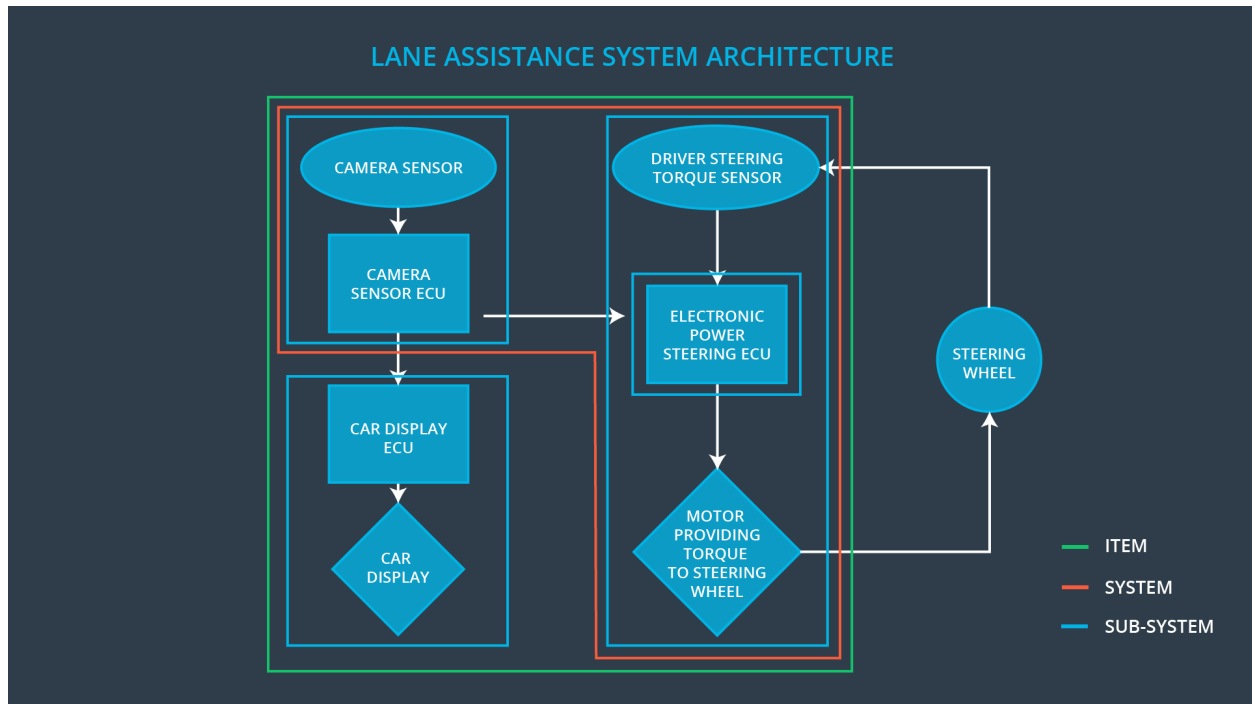 LANE ASSISTANCE SYSTEM ARCHITECTURE
CAMERA SENSOR
CAMERA
SENSOR ECU
CAR DISPLAY
ECU
CAR
DISPLAY
DRIVER STEERING
TORQUE SENSOR
ELECTRONIC
POWER
STEERING ECU
MOTOR
PROVIDING
TORQUE
TO STEERING
WHEEL
STEERING
WHEEL
ITEM
SYSTEM
SUB-SYSTEM